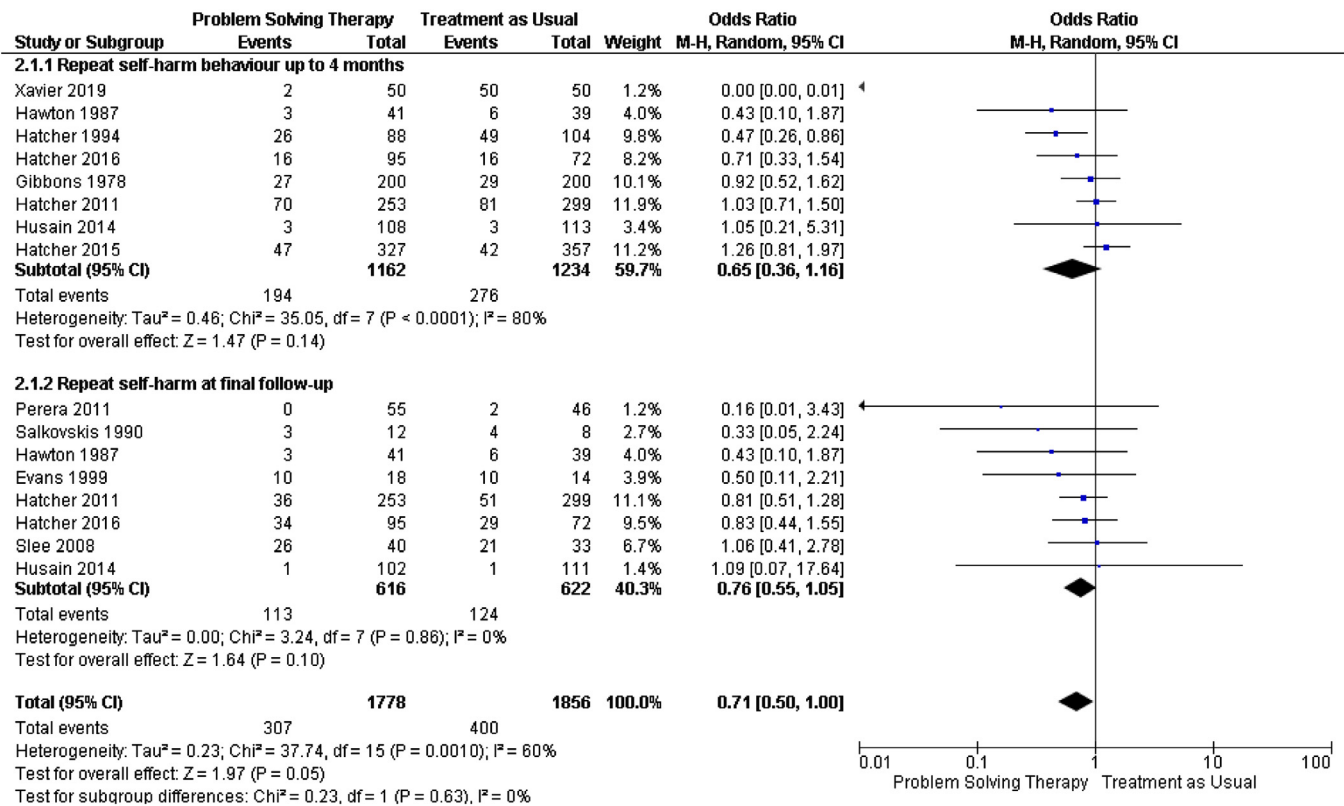 Problem Solving Therapy Treatment as Usual Odds Ratio Odds Ratio
Study or Subgroup Events Total Events Total Weight M-H, Random, 95% CI M-H, Random, 95% CI
2.1.1 Repeat self-harm behaviour up to 4 months
Xavier 2019 2 50 50 50 1.2% 0.00 [0.00, 0.01]
Hawton 1987 3 41 6 39 4.0% 0.43 [0.10, 1.87]
Hatcher 1994 26 88 49 104 9.8% 0.47 [0.26, 0.86]
Hatcher 2016 16 95 16 72 8.2% 0.71 [0.33, 1.54]
Gibbons 1978 27 200 29 200 10.1% 0.92 [0.52, 1.62]
Hatcher 2011 70 253 81 299 11.9% 1.03 [0.71, 1.50]
Husain 2014 3 108 3 113 3.4% 1.05 [0.21, 5.31]
Hatcher 2015 47 327 42 357 11.2% 1.26 [0.81, 1.97]
Subtotal (95% CI) 1162 1234 59.7% 0.65 [0.36, 1.16]
Total events 194 276
Heterogeneity: Tau² = 0.46; Chi² = 35.05, df = 7 (P < 0.0001); I² = 80%
Test for overall effect: Z = 1.47 (P = 0.14)
2.1.2 Repeat self-harm at final follow-up
Perera 2011 0 55 2 46 1.2% 0.16 [0.01, 3.43]
Salkovskis 1990 3 12 4 8 2.7% 0.33 [0.05, 2.24]
Hawton 1987 3 41 6 39 4.0% 0.43 [0.10, 1.87]
Evans 1999 10 18 10 14 3.9% 0.50 [0.11, 2.21]
Hatcher 2011 36 253 51 299 11.1% 0.81 [0.51, 1.28]
Hatcher 2016 34 95 29 72 9.5% 0.83 [0.44, 1.55]
Slee 2008 26 40 21 33 6.7% 1.06 [0.41, 2.78]
Husain 2014 1 102 1 111 1.4% 1.09 [0.07, 17.64]
Subtotal (95% CI) 616 622 40.3% 0.76 [0.55, 1.05]
Total events 113 124
Heterogeneity: Tau² = 0.00; Chi² = 3.24, df = 7 (P = 0.86); I² = 0%
Test for overall effect: Z = 1.64 (P = 0.10)
Total (95% CI) 1778 1856 100.0% 0.71 [0.50, 1.00]
Total events 307 400
Heterogeneity: Tau² = 0.23; Chi² = 37.74, df = 15 (P = 0.0010); I² = 60%
Test for overall effect: Z = 1.97 (P = 0.05)
Test for subgroup differences: Chi² = 0.23, df = 1 (P = 0.63), I² = 0%
0.01 0.1 1 10 100
Problem Solving Therapy Treatment as Usual